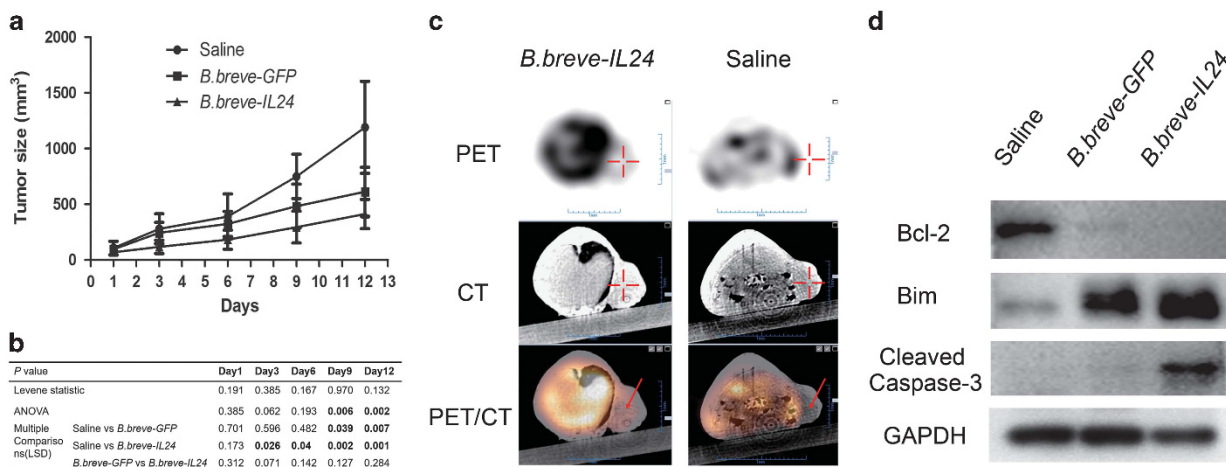 a
2000
1500
1000
500
0
Tumor size (mm³)
Saline
B.breve-GFP
B.breve-IL24
0 1 2 3 4 5 6 7 8 9 10 11 12 13
Days
b
P value Day1 Day3 Day6 Day9 Day12
Levene statistic 0.191 0.385 0.167 0.970 0.132
ANOVA 0.385 0.062 0.193 0.006 0.002
Multiple Saline vs B.breve-GFP 0.701 0.596 0.482 0.039 0.007
Compariso Saline vs B.breve-IL24 0.173 0.026 0.04 0.002 0.001
ns(LSD)
B.breve-GFP vs B.breve-IL24 0.312 0.071 0.142 0.127 0.284
c
B.breve-IL24 Saline
PET
CT
PET/CT
d
Saline
B.breve-GFP
B.breve-IL24
Bcl-2
Bim
Cleaved
Caspase-3
GAPDH